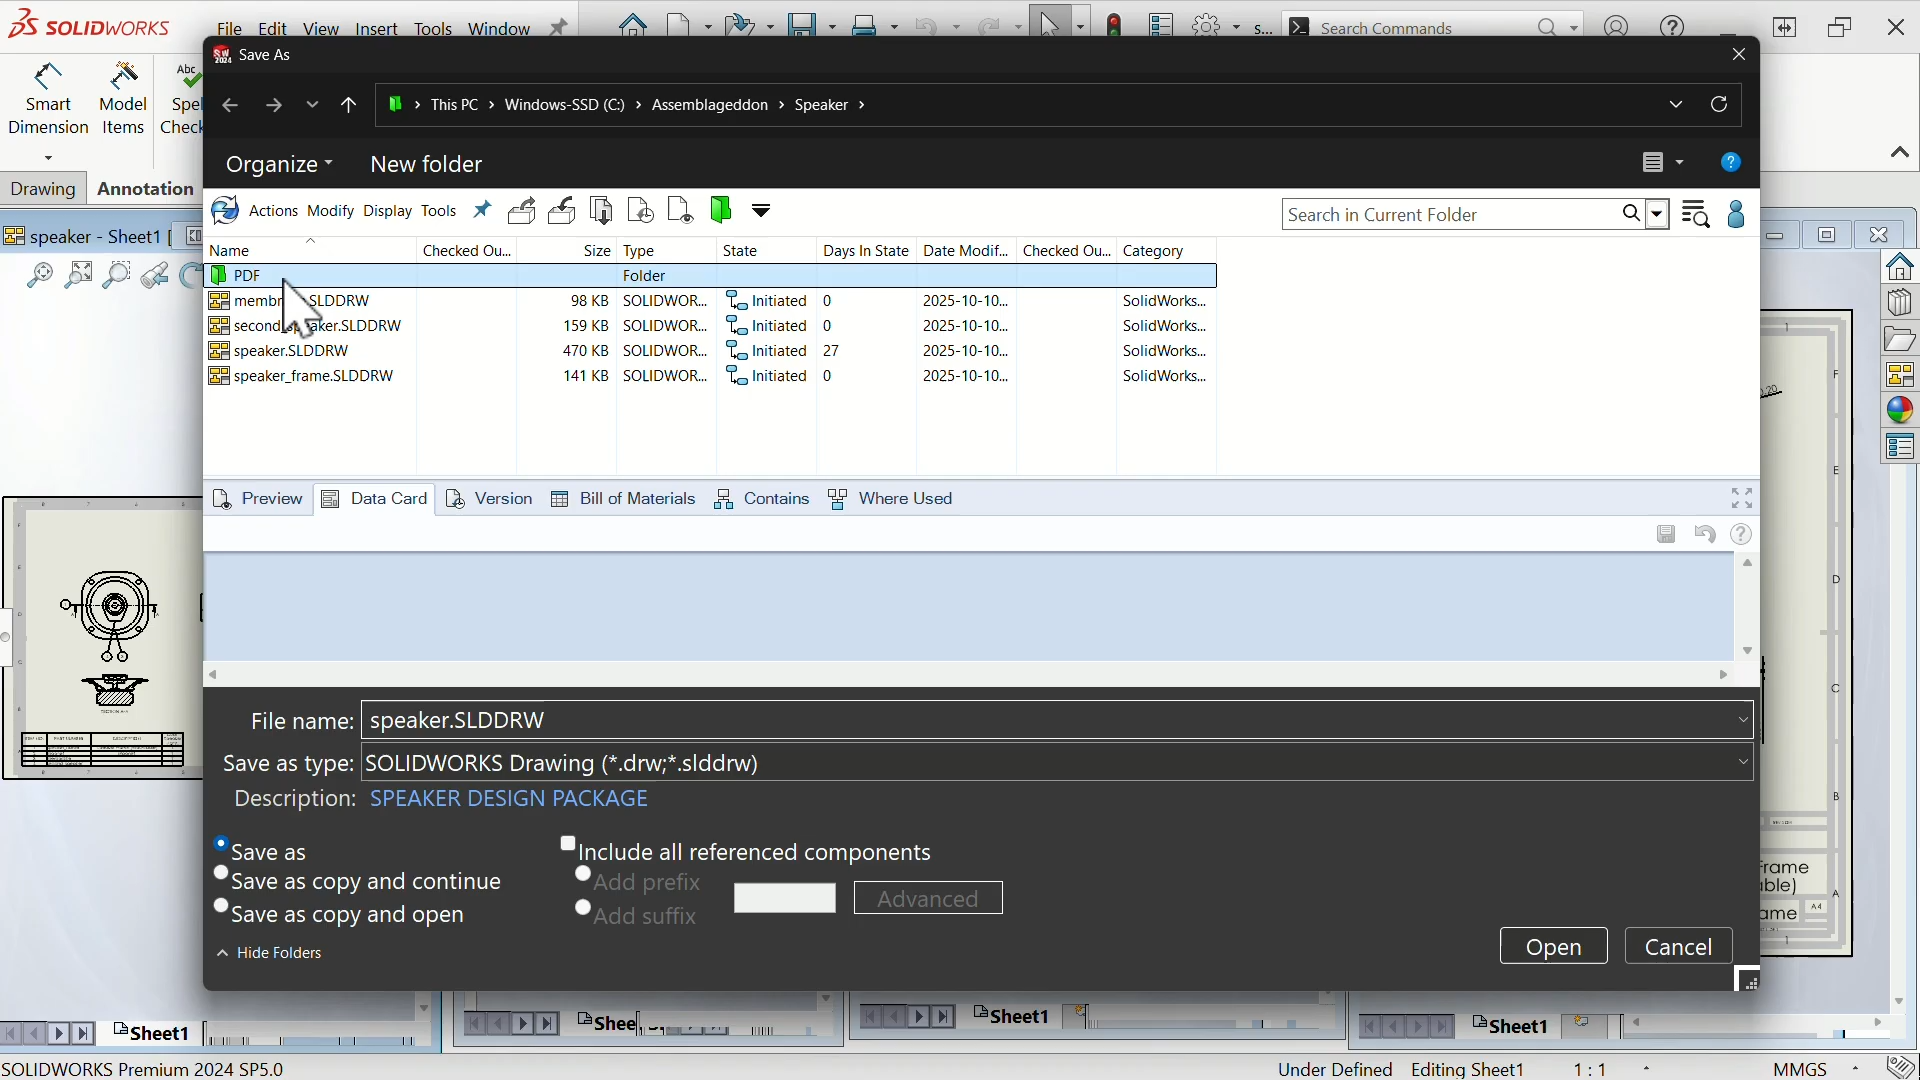 SOLIDWORKS
File Edit View Insert Tools Window
s...
Search Commands
SW 2024 Save As
Smart Dimension
Model Items
Abc
This PC > Windows-SSD (C:) > Assemblageddon > Speaker >
Organize New folder
Drawing Annotation
Actions Modify Display Tools
Search in Current Folder
speaker - Sheet1
Name Checked Ou... Size Type State Days In State Date Modif... Checked Ou... Category
PDF Folder
SLDDRW 98 KB SOLIDWOR... Initiated 0 2025-10-10... SolidWorks...
159 KB SOLIDWOR... Initiated 0 2025-10-10... SolidWorks...
speaker.SLDDRW 470 KB SOLIDWOR... Initiated 27 2025-10-10... SolidWorks...
speaker_frame.SLDDRW 141 KB SOLIDWOR... Initiated 0 2025-10-10... SolidWorks...
Preview Data Card Version Bill of Materials Contains Where Used
File name: speaker.SLDDRW
Save as type: SOLIDWORKS Drawing (*.drw;*.slddrw)
Description: SPEAKER DESIGN PACKAGE
Save as
Save as copy and continue
Save as copy and open
Include all referenced components
Add prefix
Add suffix
Advanced
Hide Folders
Open Cancel
A4
Sheet1
Shee
Sheet1
Sheet1
SOLIDWORKS Premium 2024 SP5.0
Under Defined Editing Sheet1 1 : 1 MMGS